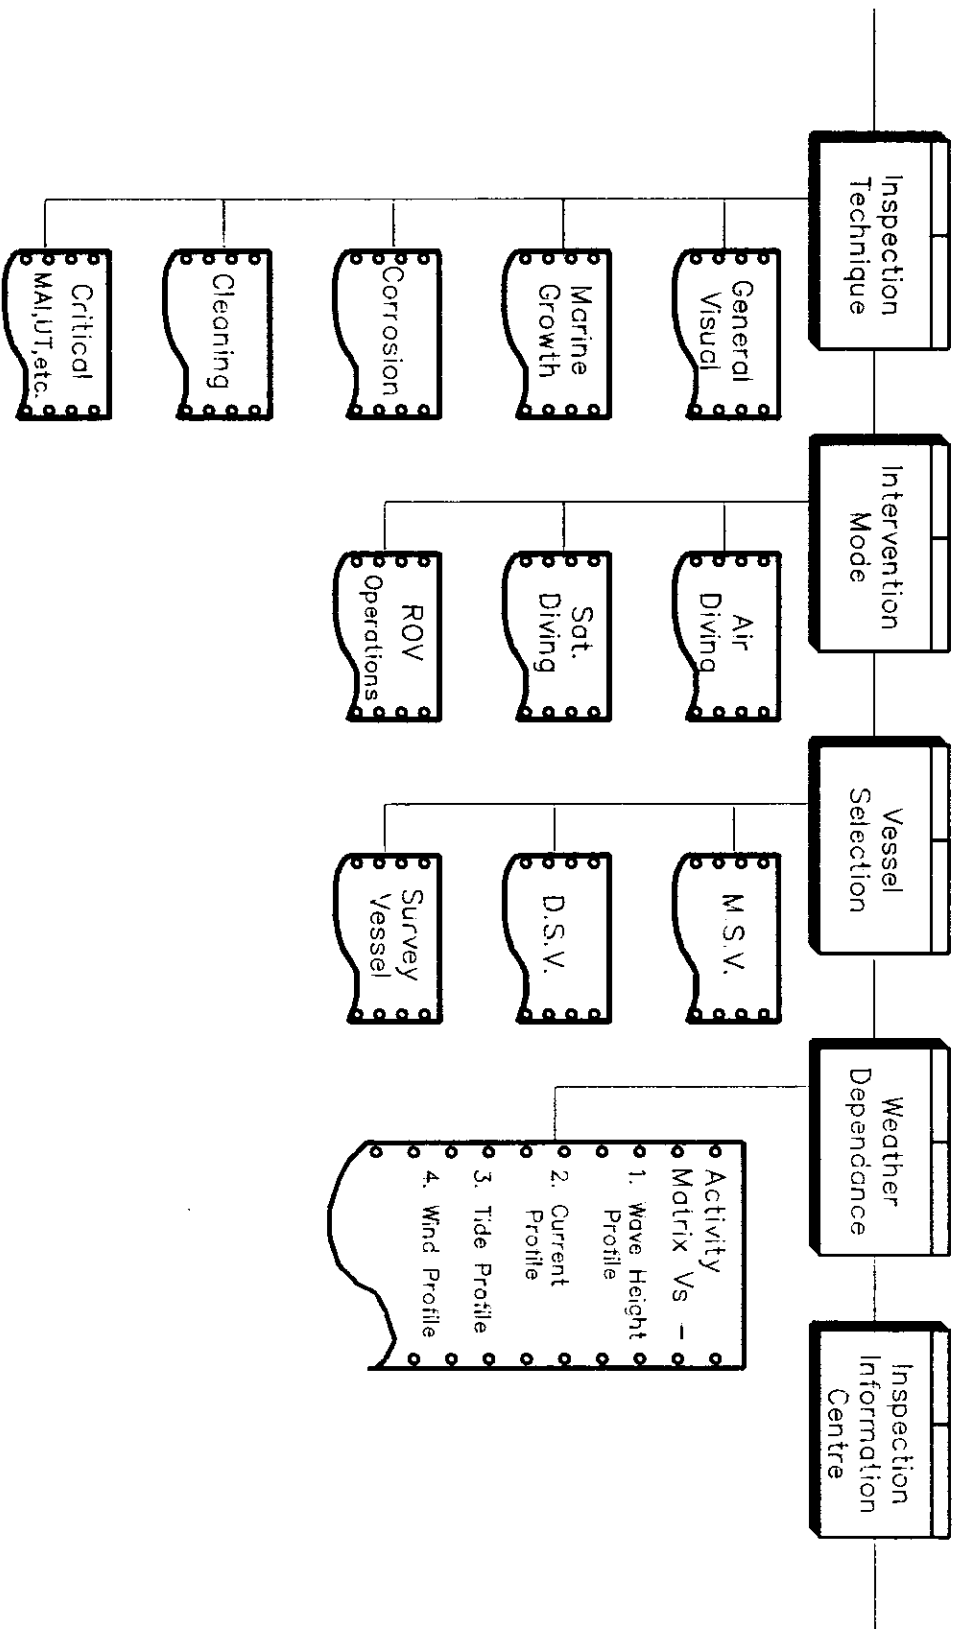 Inspection
Technique
General
Visual
Marine
Growth
Corrosion
Cleaning
Critical
MAI,UT,etc.
Intervention
Mode
Air
Diving
Sat.
Diving
ROV
Operations
Vessel
Selection
M.S.V.
D.S.V.
Survey
Vessel
Weather
Dependance
Activity
Matrix Vs –
1. Wave Height
Profile
2. Current
Profile
3. Tide Profile
4. Wind Profile
Inspection
Information
Centre